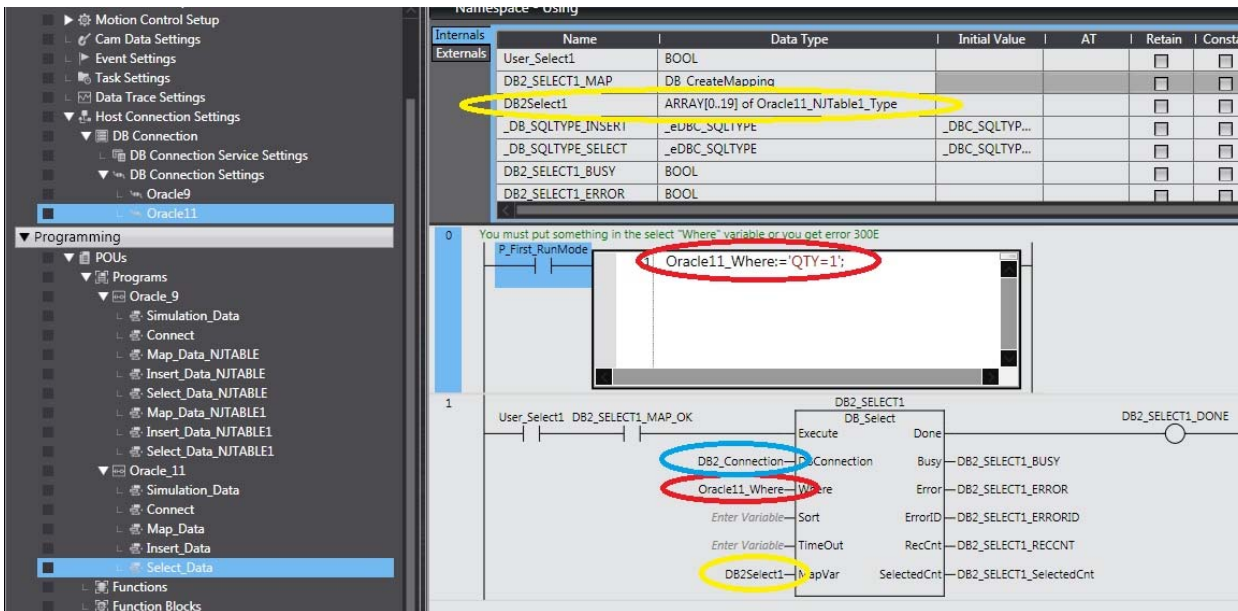 Motion Control Setup
Cam Data Settings
Event Settings
Task Settings
Data Trace Settings
Host Connection Settings
DB Connection
DB Connection Service Settings
DB Connection Settings
Oracle9
Oracle11
Programming
POUs
Programs
Oracle_9
Simulation_Data
Connect
Map_Data_NJTABLE
Insert_Data_NJTABLE
Select_Data_NJTABLE
Map_Data_NJTABLE1
Insert_Data_NJTABLE1
Select_Data_NJTABLE1
Oracle_11
Simulation_Data
Connect
Map_Data
Insert_Data
Select_Data
Functions
Function Blocks
Namespace - Using
Internals
Externals
Name Data Type Initial Value AT Retain Consta
User_Select1 BOOL
DB2_SELECT1_MAP DB_CreateMapping
DB2Select1 ARRAY[0..19] of Oracle11_NJTable1_Type
_DB_SQLTYPE_INSERT _eDBC_SQLTYPE _DBC_SQLTYP...
_DB_SQLTYPE_SELECT _eDBC_SQLTYPE _DBC_SQLTYP...
DB2_SELECT1_BUSY BOOL
DB2_SELECT1_ERROR BOOL
0 You must put something in the select "Where" variable or you get error 300E
P_First_RunMode
1 Oracle11_Where:='QTY=1';
1 DB2_SELECT1
User_Select1 DB2_SELECT1_MAP_OK DB_Select DB2_SELECT1_DONE
Execute Done
DB2_Connection DBConnection Busy DB2_SELECT1_BUSY
Oracle11_Where Where Error DB2_SELECT1_ERROR
Enter Variable Sort ErrorID DB2_SELECT1_ERRORID
Enter Variable TimeOut RecCnt DB2_SELECT1_RECCNT
DB2Select1 MapVar SelectedCnt DB2_SELECT1_SelectedCnt